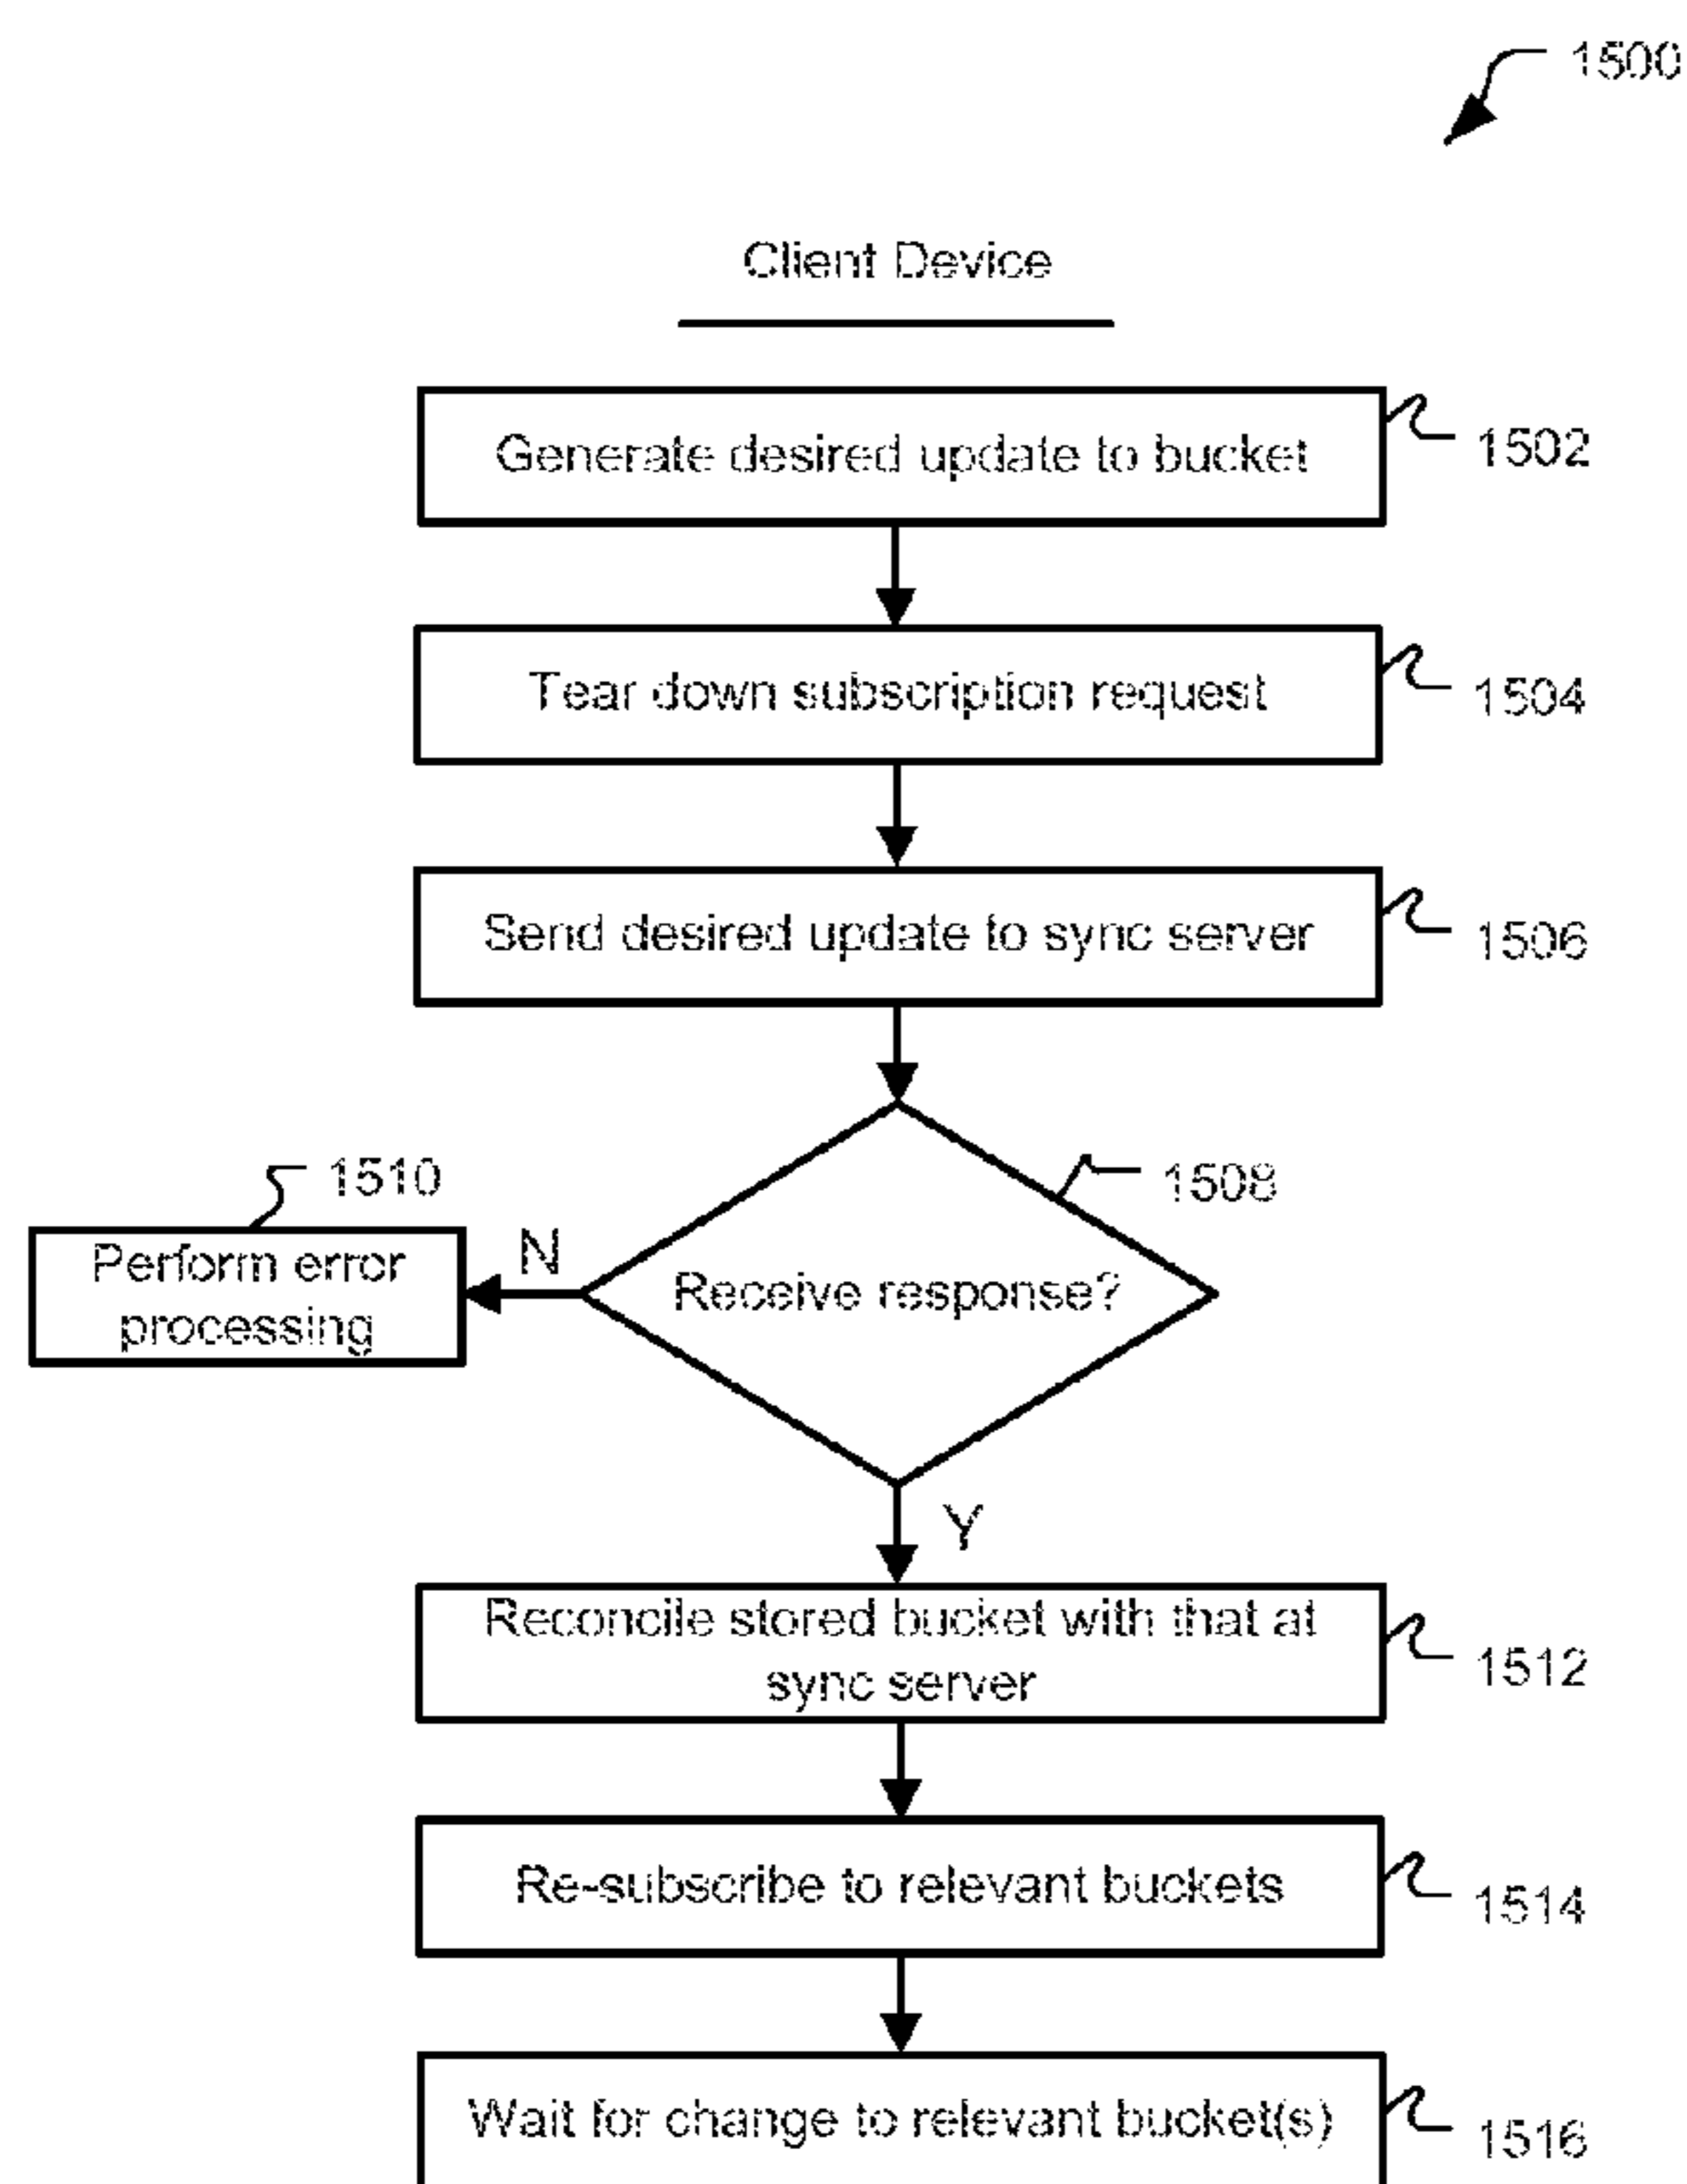 1500
Client Device
Generate desired update to bucket
1502
Tear down subscription request
1504
Send desired update to sync server
1506
Receive response?
1508
N
1510
Perform error
processing
Y
Reconcile stored bucket with that at
sync server
1512
Re-subscribe to relevant buckets
1514
Wait for change to relevant bucket(s)
1516